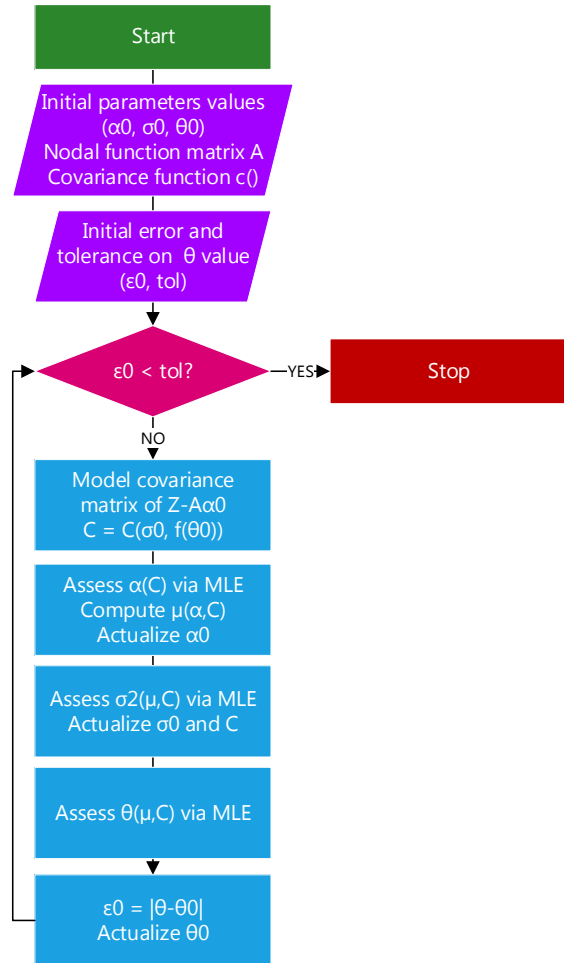 Start
Initial parameters values
(α0, σ0, θ0)
Nodal function matrix A
Covariance function c()
Initial error and
tolerance on θ value
(ε0, tol)
ε0 < tol?
YES
Stop
NO
Model covariance
matrix of Z-Aα0
C = C(σ0, f(θ0))
Assess α(C) via MLE
Compute μ(α,C)
Actualize α0
Assess σ2(μ,C) via MLE
Actualize σ0 and C
Assess θ(μ,C) via MLE
ε0 = |θ-θ0|
Actualize θ0